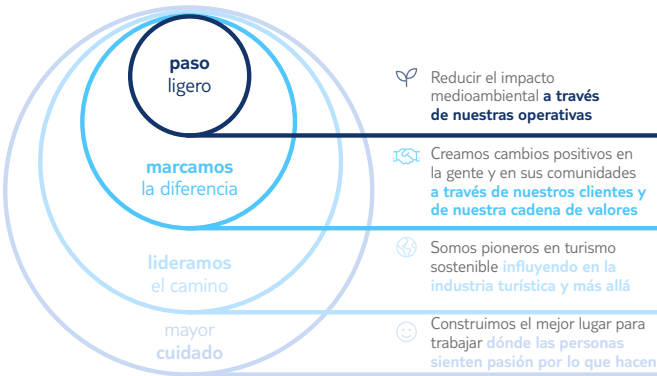 paso
ligero
Reducir el impacto
medioambiental a través
de nuestras operativas
marcamos
la diferencia
Creamos cambios positivos en
la gente y en sus comunidades
a través de nuestros clientes y
de nuestra cadena de valores
lideramos
el camino
Somos pioneros en turismo
sostenible influyendo en la
industria turística y más allá
mayor
cuidado
Construimos el mejor lugar para
trabajar dónde las personas
sienten pasión por lo que hacen